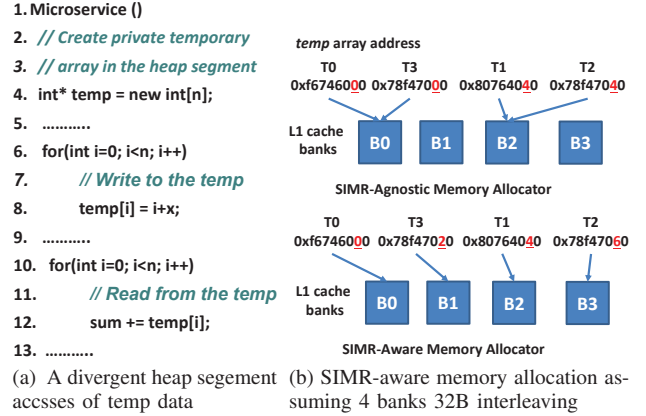 1. Microservice ()
2. // Create private temporary
3. // array in the heap segment
4. int* temp = new int[n];
5. ………..
6. for(int i=0; i<n; i++)
7. // Write to the temp
8. temp[i] = i+x;
9. ………..
10. for(int i=0; i<n; i++)
11. // Read from the temp
12. sum += temp[i];
13. ………..
(a) A divergent heap segement
accsses of temp data
temp array address
T0 T3 T1 T2
0xf6746000 0x78f47000 0x80764040 0x78f47040
L1 cache
banks
B0 B1 B2 B3
SIMR-Agnostic Memory Allocator
T0 T3 T1 T2
0xf6746000 0x78f47020 0x80764040 0x78f47060
L1 cache
banks
B0 B1 B2 B3
SIMR-Aware Memory Allocator
(b) SIMR-aware memory allocation as-
suming 4 banks 32B interleaving